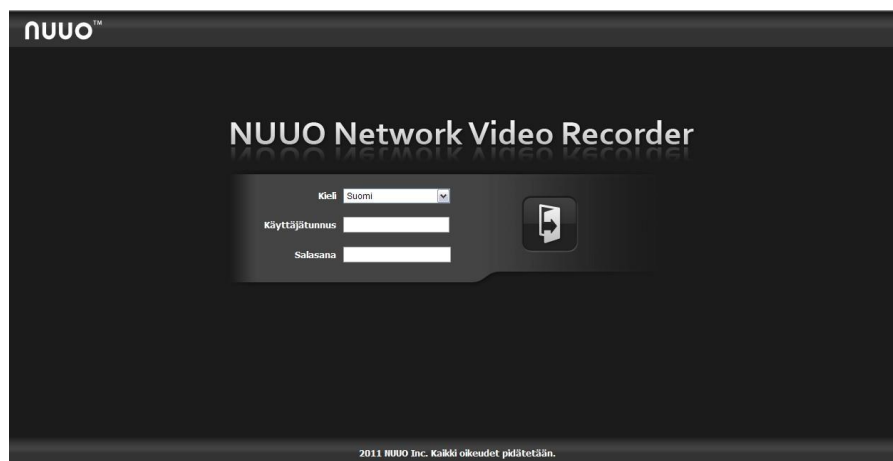 nuuo™
NUUO Network Video Recorder
Kieli Suomi
Käyttäjätunnus
Salasana
2011 NUUO Inc. Kaikki oikeudet pidätetään.